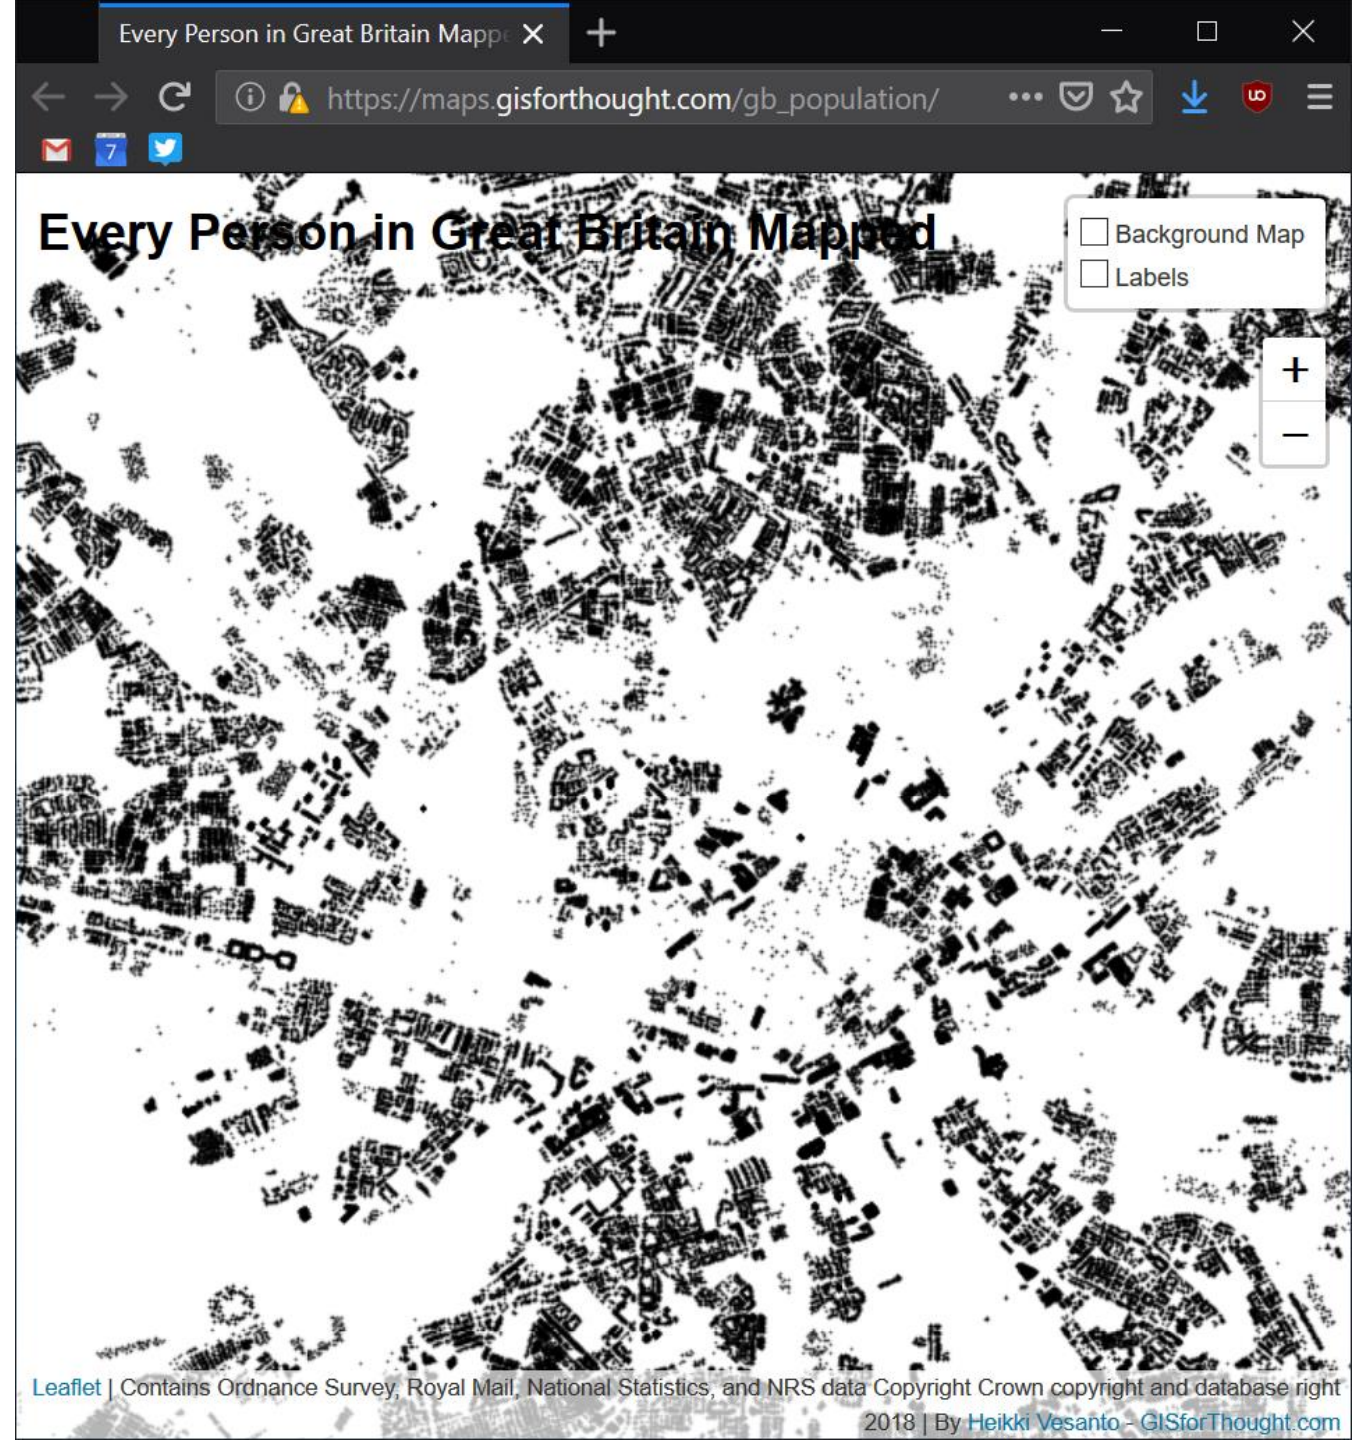 Every Person in Great Britain Mappe
https://maps.gisforthought.com/gb_population/
7
Every Person in Great Britain Mapped
Background Map
Labels
+
−
Leaflet | Contains Ordnance Survey, Royal Mail, National Statistics, and NRS data Copyright Crown copyright and database right
2018 | By Heikki Vesanto - GISforThought.com